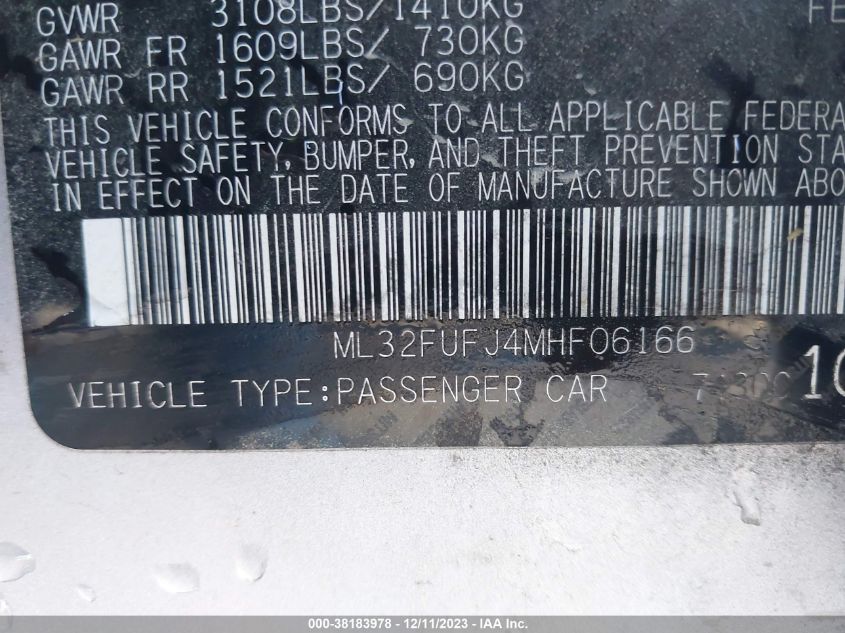 GVWR 3108LBS/1410KG FE
GAWR FR 1609LBS/ 730KG
GAWR RR 1521LBS/ 690KG
THIS VEHICLE CONFORMS TO ALL APPLICABLE FEDERA
VEHICLE SAFETY, BUMPER, AND THEFT PREVENTION STA
IN EFFECT ON THE DATE OF MANUFACTURE SHOWN ABO
ML32FUFJ4MHF06166
VEHICLE TYPE:PASSENGER CAR
000-38183978 - 12/11/2023 - IAA Inc.